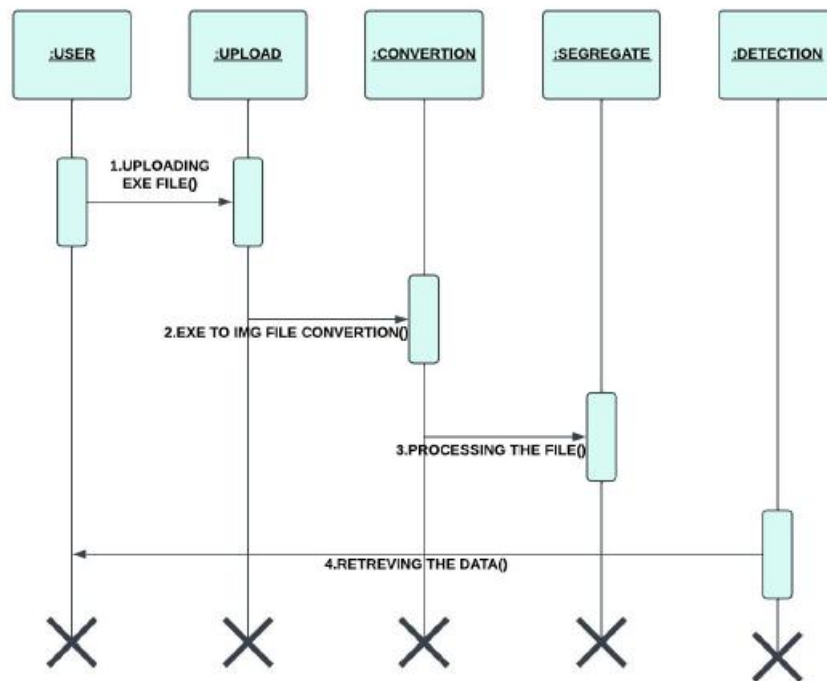 :USER
:UPLOAD
:CONVERTION
:SEGREGATE
:DETECTION
1.UPLOADING
EXE FILE()
2.EXE TO IMG FILE CONVERTION()
3.PROCESSING THE FILE()
4.RETREVING THE DATA()